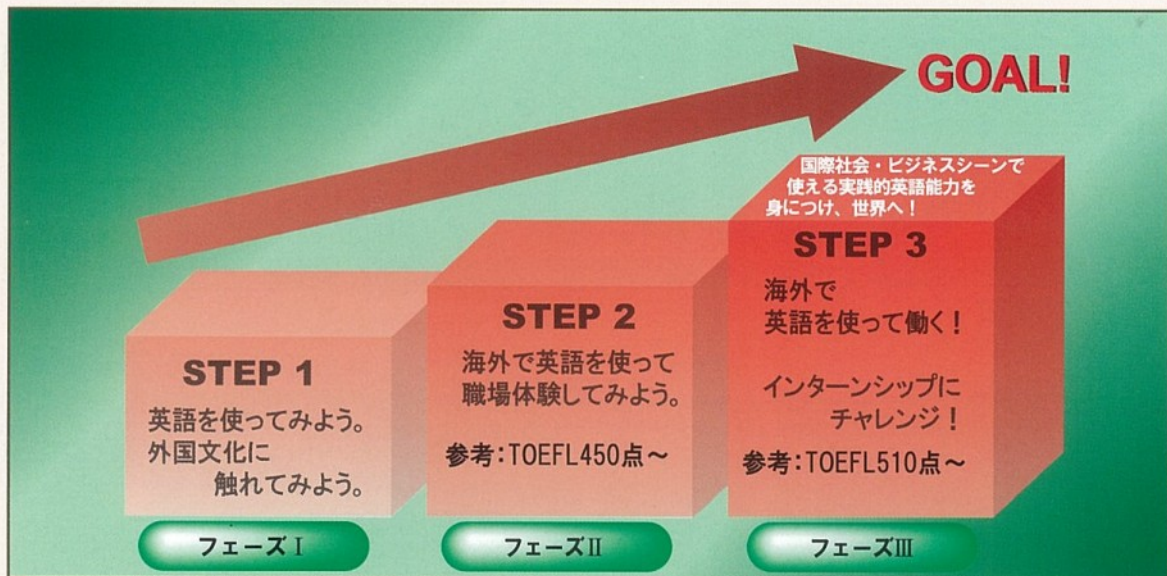 GOAL!
国際社会・ビジネスシーンで
使える実践的英語能力を
身につけ、世界へ！
STEP 1
英語を使ってみよう。
外国文化に
触れてみよう。
フェーズⅠ
STEP 2
海外で英語を使って
職場体験してみよう。
参考：TOEFL450点～
フェーズⅡ
STEP 3
海外で
英語を使って働く！
インターンシップに
チャレンジ！
参考：TOEFL510点～
フェーズⅢ